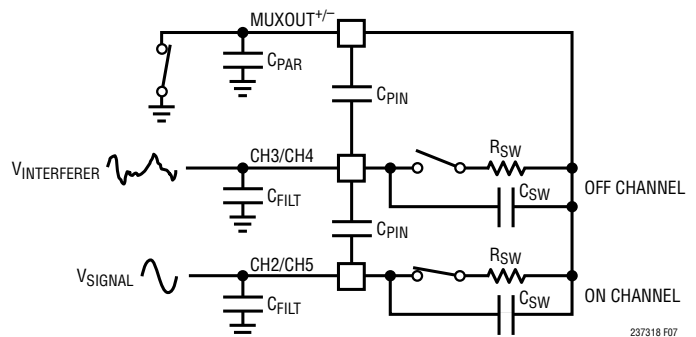 MUXOUT+/–
CPAR
CPIN
CH3/CH4
RSW
VINTERFERER
CSW
OFF CHANNEL
CFILT
CPIN
CH2/CH5
RSW
VSIGNAL
CSW
ON CHANNEL
CFILT
237318 F07